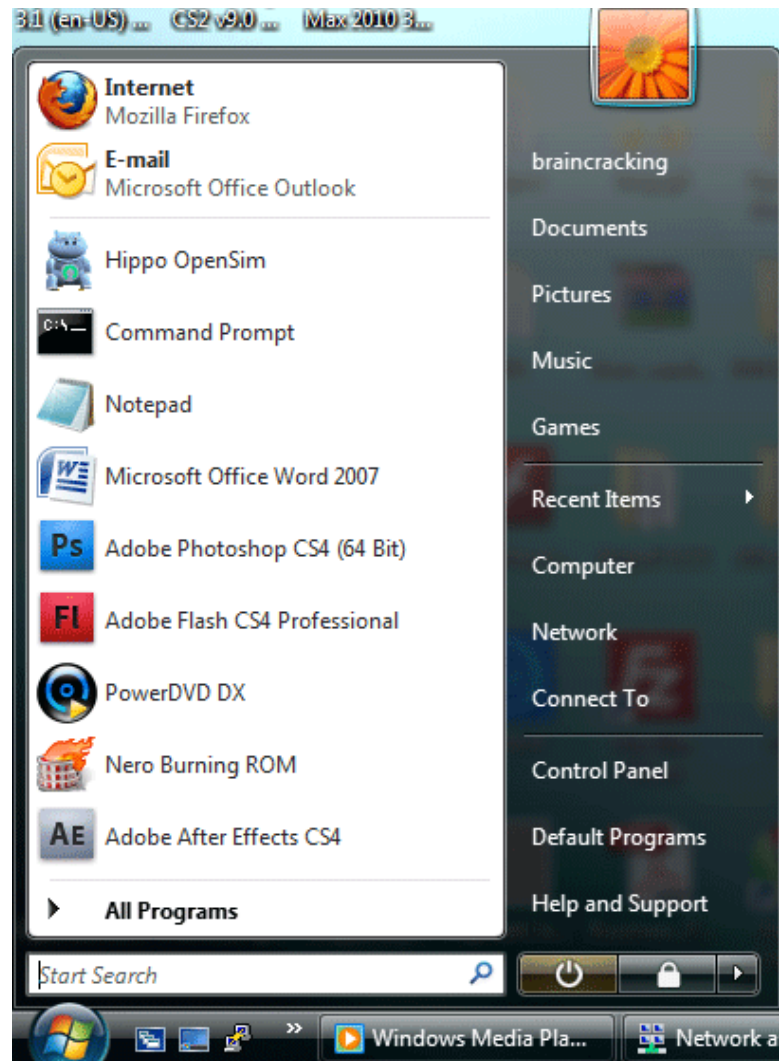 3.1 (en-US) ... CS2 v9.0 ... Max 2010 3...
Internet
Mozilla Firefox
E-mail
Microsoft Office Outlook
Hippo OpenSim
C:\
Command Prompt
Notepad
W
Microsoft Office Word 2007
Ps
Adobe Photoshop CS4 (64 Bit)
Fl
Adobe Flash CS4 Professional
PowerDVD DX
Nero Burning ROM
AE
Adobe After Effects CS4
All Programs
Start Search
braincracking
Documents
Pictures
Music
Games
Recent Items
Computer
Network
Connect To
Control Panel
Default Programs
Help and Support
Windows Media Pla...
Network a